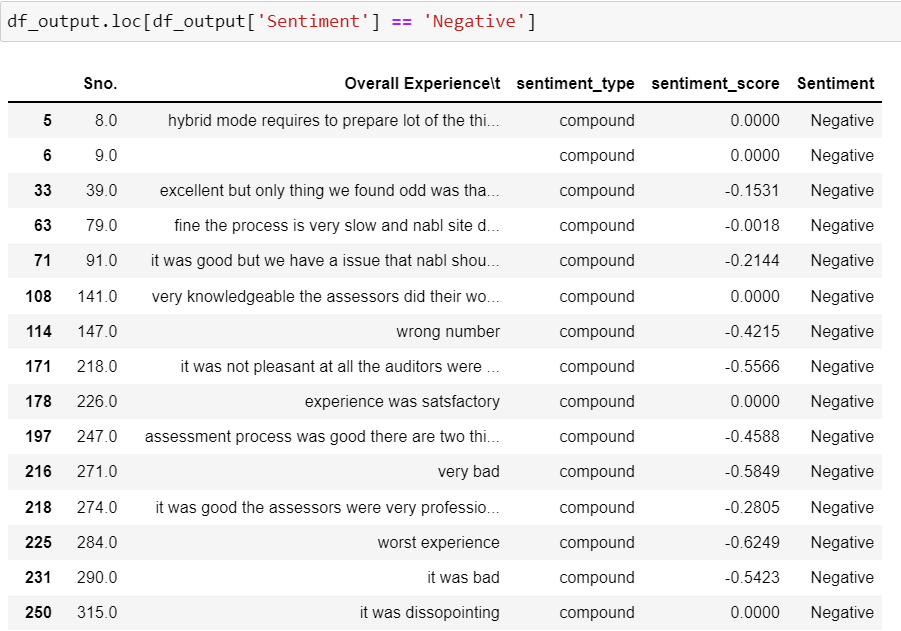 df_output.loc[df_output['Sentiment'] == 'Negative']
Sno. Overall Experience\t sentiment_type sentiment_score Sentiment
5 8.0 hybrid mode requires to prepare lot of the thi... compound 0.0000 Negative
6 9.0 compound 0.0000 Negative
33 39.0 excellent but only thing we found odd was tha... compound -0.1531 Negative
63 79.0 fine the process is very slow and nabl site d... compound -0.0018 Negative
71 91.0 it was good but we have a issue that nabl shou... compound -0.2144 Negative
108 141.0 very knowledgeable the assessors did their wo... compound 0.0000 Negative
114 147.0 wrong number compound -0.4215 Negative
171 218.0 it was not pleasant at all the auditors were ... compound -0.5566 Negative
178 226.0 experience was satsfactory compound 0.0000 Negative
197 247.0 assessment process was good there are two thi... compound -0.4588 Negative
216 271.0 very bad compound -0.5849 Negative
218 274.0 it was good the assessors were very professio... compound -0.2805 Negative
225 284.0 worst experience compound -0.6249 Negative
231 290.0 it was bad compound -0.5423 Negative
250 315.0 it was dissopointing compound 0.0000 Negative